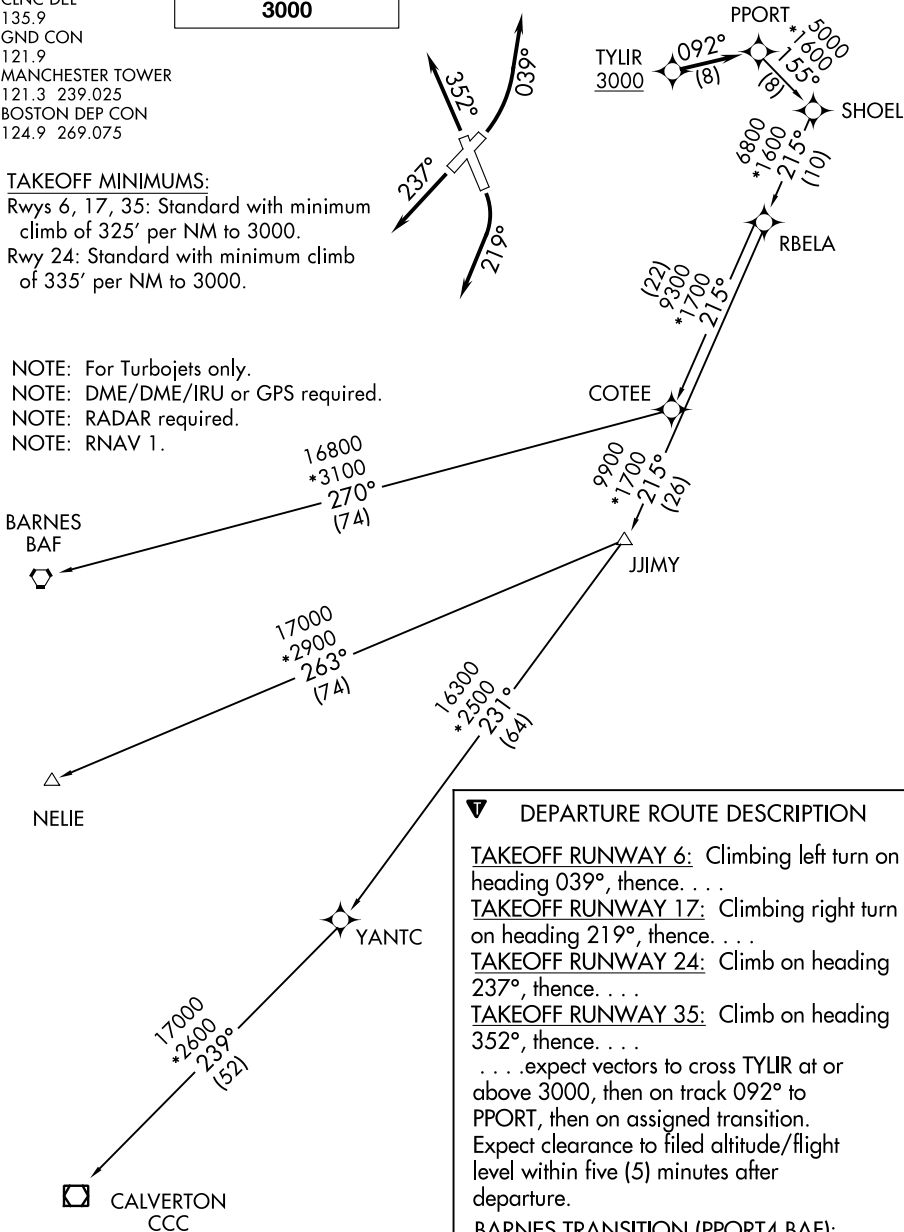 135.9
GND CON
121.9
MANCHESTER TOWER
121.3 239.025
BOSTON DEP CON
124.9 269.075
3000
TAKEOFF MINIMUMS:
Rwys 6, 17, 35: Standard with minimum
climb of 325' per NM to 3000.
Rwy 24: Standard with minimum climb
of 335' per NM to 3000.
NOTE: For Turbojets only.
NOTE: DME/DME/IRU or GPS required.
NOTE: RADAR required.
NOTE: RNAV 1.
352°
039°
237°
219°
TYLIR
3000
092°
(8)
PPORT
5000
*1600
155°
(8)
SHOEL
6800
*1600
215°
(10)
RBELA
(22)
9300
*1700
215°
COTEE
9900
*1700
215°
(26)
JJIMY
16800
*3100
270°
(74)
BARNES
BAF
17000
*2900
263°
(74)
NELIE
16300
*2500
231°
(64)
YANTC
17000
*2600
239°
(52)
CALVERTON
CCC
T
DEPARTURE ROUTE DESCRIPTION
TAKEOFF RUNWAY 6: Climbing left turn on
heading 039°, thence. . . .
TAKEOFF RUNWAY 17: Climbing right turn
on heading 219°, thence. . . .
TAKEOFF RUNWAY 24: Climb on heading
237°, thence. . . .
TAKEOFF RUNWAY 35: Climb on heading
352°, thence. . . .
. . . .expect vectors to cross TYLIR at or
above 3000, then on track 092° to
PPORT, then on assigned transition.
Expect clearance to filed altitude/flight
level within five (5) minutes after
departure.
BARNES TRANSITION (PPORT4.BAF):